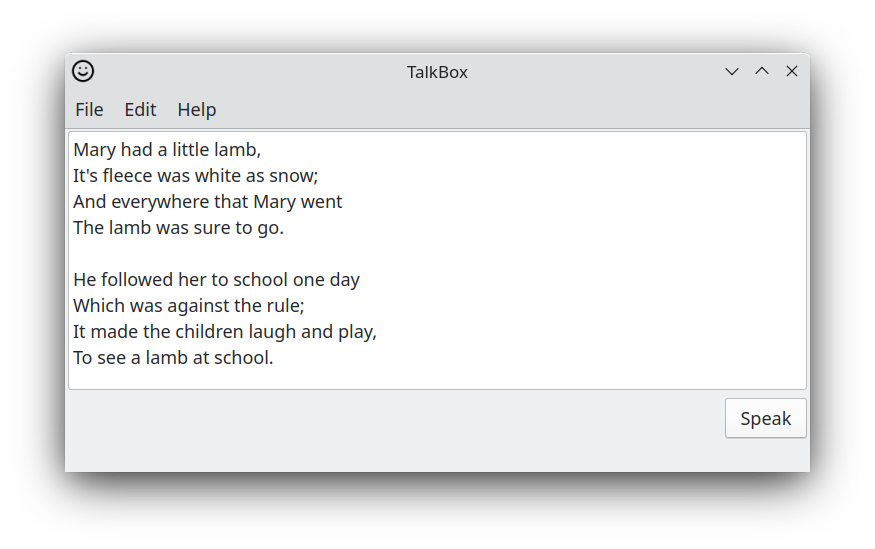 TalkBox
File Edit Help
Mary had a little lamb,
It's fleece was white as snow;
And everywhere that Mary went
The lamb was sure to go.

He followed her to school one day
Which was against the rule;
It made the children laugh and play,
To see a lamb at school.
Speak